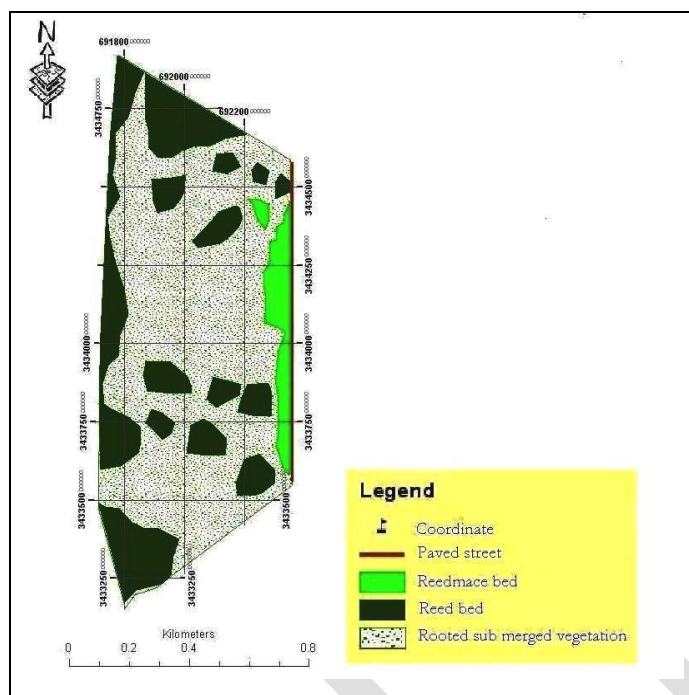 N
691800 000000
692000 000000
692200 000000
3434750 000000
3434500 000000
3434250 000000
3434000 000000
3434000 000000
3433750 000000
3433750 000000
3433500 000000
3433500 000000
3433250 000000
3433250 000000
Kilometers
0 0.2 0.4 0.8
Legend
Coordinate
Paved street
Reedmace bed
Reed bed
Rooted sub merged vegetation